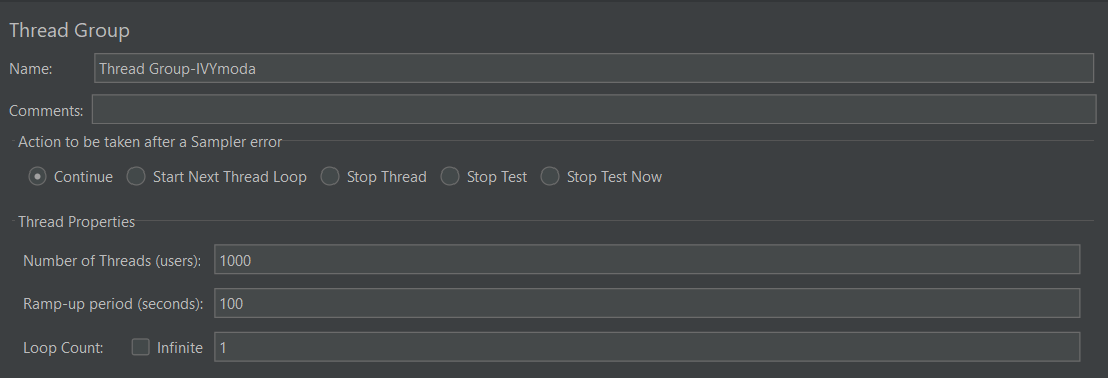 Thread Group
Name: Thread Group-IVYmoda
Comments:
Action to be taken after a Sampler error
Continue Start Next Thread Loop Stop Thread Stop Test Stop Test Now
Thread Properties
Number of Threads (users): 1000
Ramp-up period (seconds): 100
Loop Count: Infinite 1